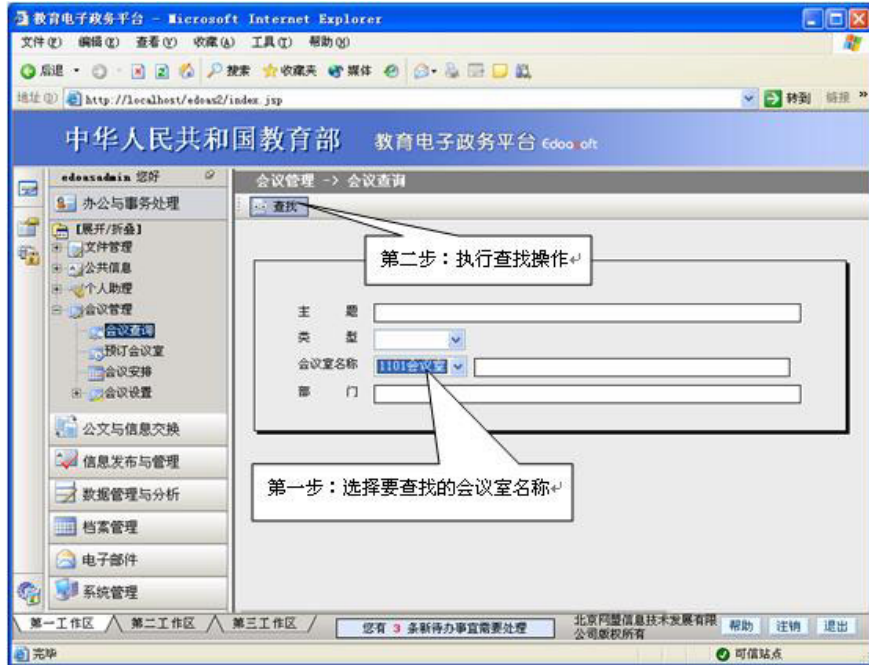 教育电子政务平台 - Microsoft Internet Explorer
文件(F) 编辑(E) 查看(V) 收藏(A) 工具(T) 帮助(H)
后退 搜索 收藏夹 媒体
地址(D) http://localhost/edoas2/index.jsp 转到 链接 »
中华人民共和国教育部 教育电子政务平台 Edoassoft
edoasadmin 您好
会议管理 -> 会议查询
办公与事务处理
查找
[展开/折叠]
文件管理
公共信息
个人助理
会议管理
会议查询
预订会议室
会议安排
会议设置
第二步：执行查找操作↵
主 题
类 型
会议室名称 1101会议室
部 门
第一步：选择要查找的会议室名称↵
公文与信息交换
信息发布与管理
数据管理与分析
档案管理
电子邮件
系统管理
第一工作区 第二工作区 第三工作区
您有 3 条新待办事宜需要处理
北京网盟信息技术发展有限
公司版权所有
帮助 注销 退出
完毕 可信站点